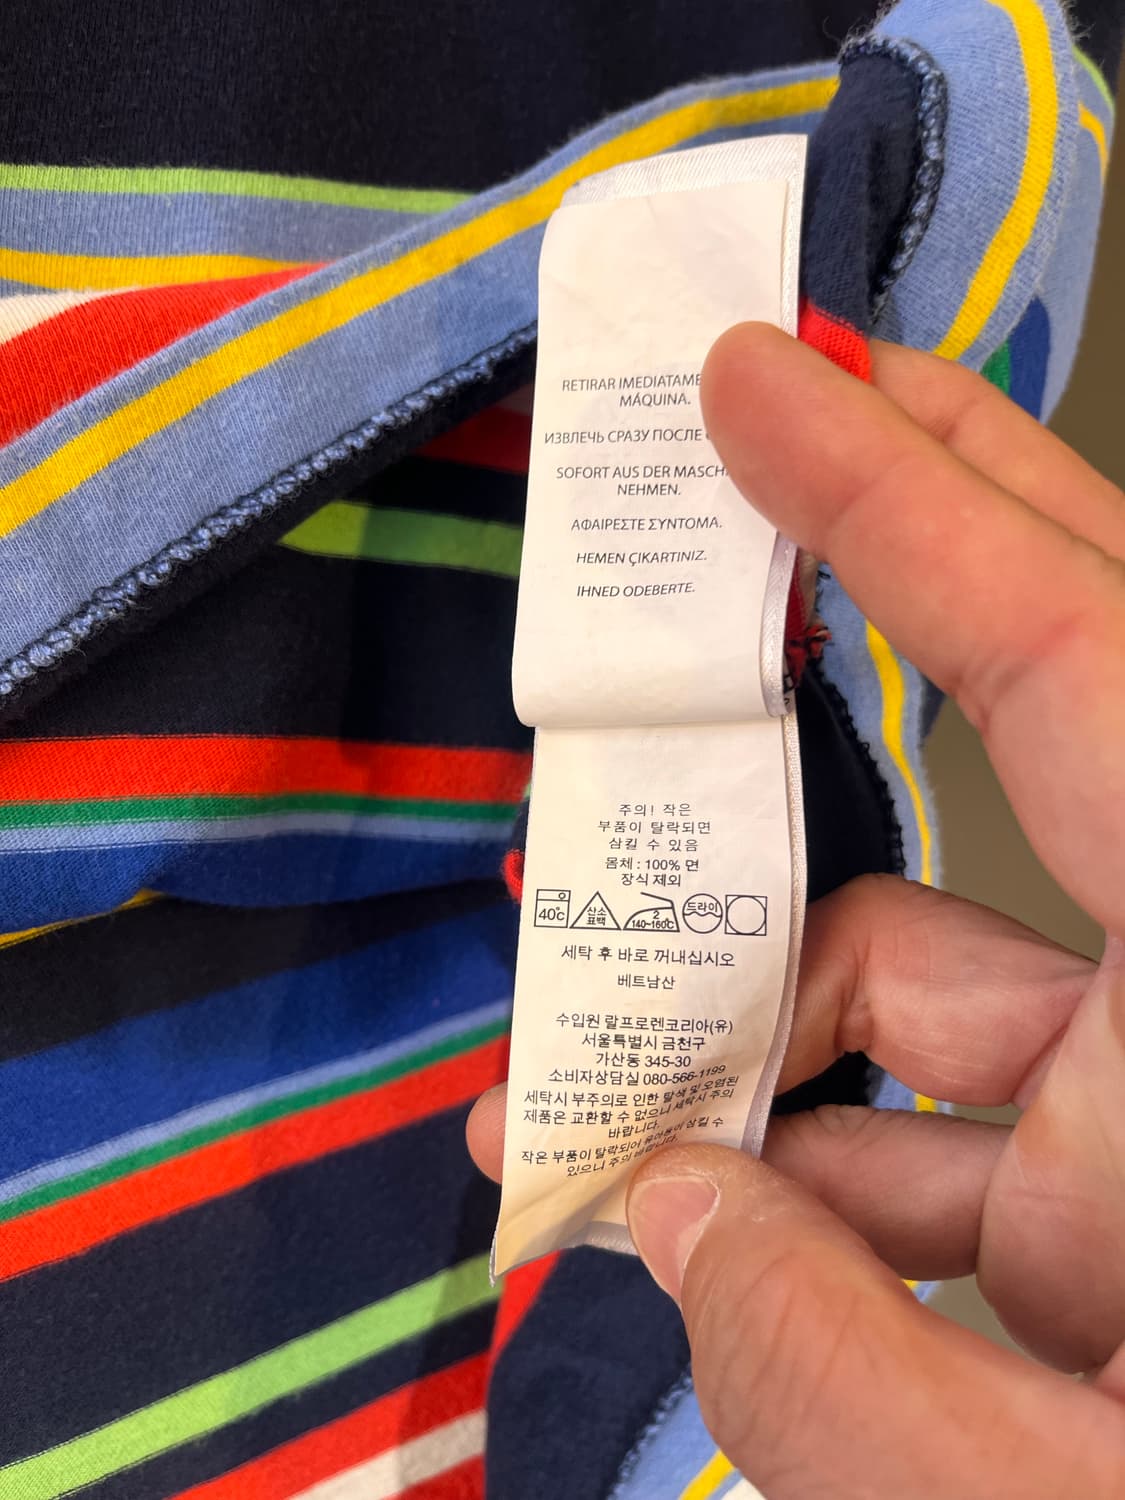 RETIRAR IMEDIATAME
MÁQUINA.
ИЗВЛЕЧЬ СРАЗУ ПОСЛЕ
SOFORT AUS DER MASCH
NEHMEN.
ΑΦΑΙΡΕΣΤΕ ΣΥΝΤΟΜΑ.
HEMEN ÇIKARTINIZ.
IHNED ODEBERTE.
주의! 작은
부품이 탈락되면
삼킬 수 있음
몸체 : 100% 면
장식 제외
40℃ 산소 표백 2 140~160℃ 드라이
세탁 후 바로 꺼내십시오
베트남산
수입원 랄프로렌코리아(유)
서울특별시 금천구
가산동 345-30
소비자상담실 080-566-1199
세탁시 부주의로 인한 탈색 및 오염된
제품은 교환할 수 없으니 세탁시 주의
바랍니다.
작은 부품이 탈락되어 유아들이 삼킬 수
있으니 주의 바랍니다.